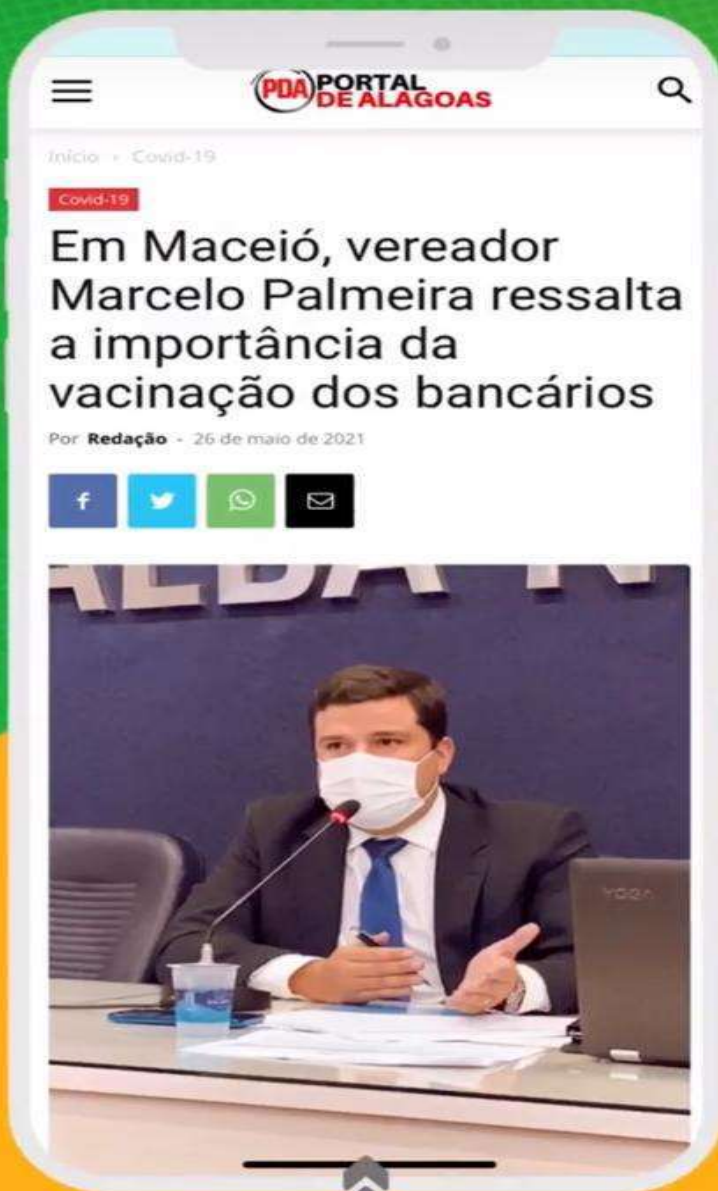 PDA PORTAL
DE ALAGOAS
Início › Covid-19
Covid-19
Em Maceió, vereador
Marcelo Palmeira ressalta
a importância da
vacinação dos bancários
Por Redação - 26 de maio de 2021
YOGA